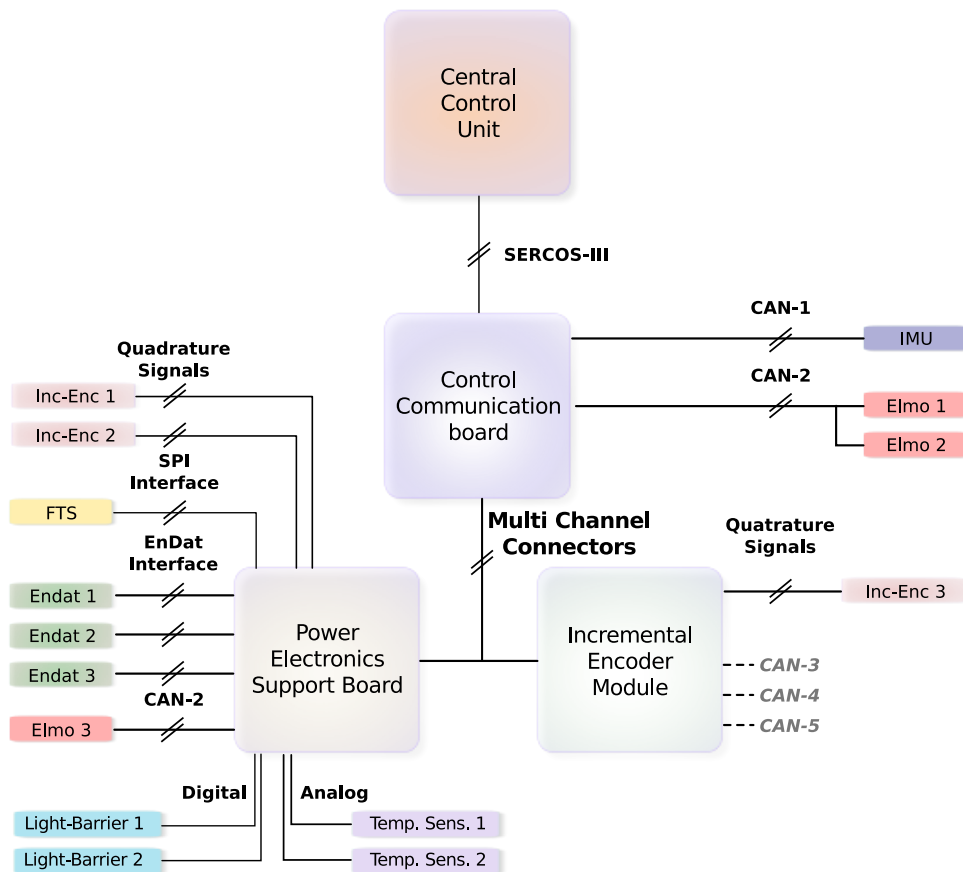 Central
Control
Unit
SERCOS-III
CAN-1
IMU
Control
Communication
board
CAN-2
Elmo 1
Elmo 2
Quadrature
Signals
Inc-Enc 1
Inc-Enc 2
SPI
Interface
FTS
EnDat
Interface
Endat 1
Endat 2
Endat 3
CAN-2
Elmo 3
Multi Channel
Connectors
Quatrature
Signals
Inc-Enc 3
Power
Electronics
Support Board
Incremental
Encoder
Module
CAN-3
CAN-4
CAN-5
Digital
Analog
Light-Barrier 1
Light-Barrier 2
Temp. Sens. 1
Temp. Sens. 2